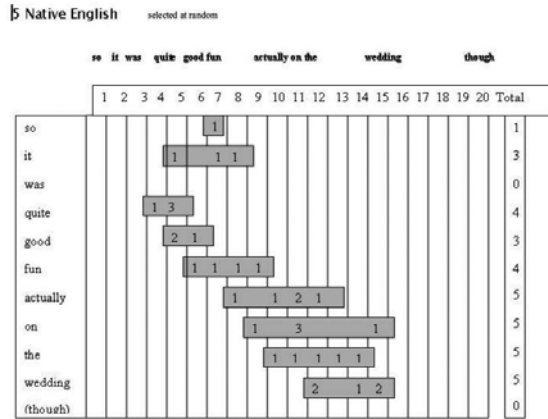 5 Native English selected at random
so it was quite good fun actually on the wedding though
1 2 3 4 5 6 7 8 9 10 11 12 13 14 15 16 17 18 19 20 Total
so 1 1
it 1 1 1 3
was 0
quite 1 3 4
good 2 1 3
fun 1 1 1 1 4
actually 1 1 2 1 5
on 1 3 1 5
the 1 1 1 1 1 5
wedding 2 1 2 5
(though) 0